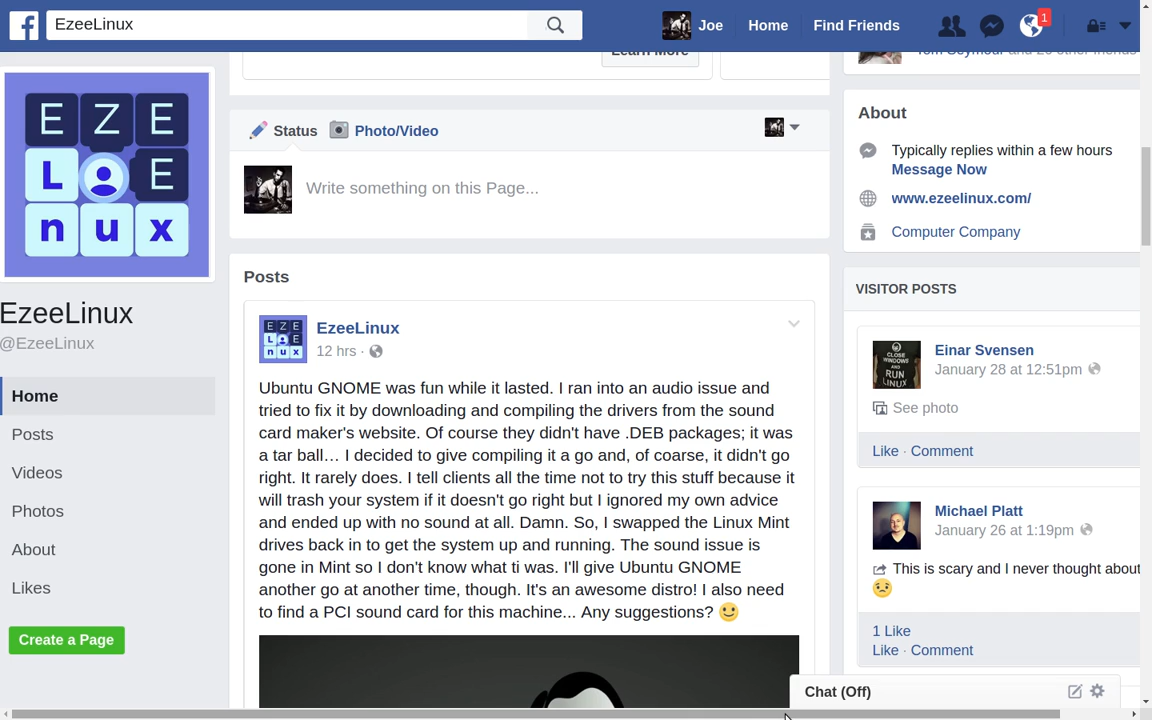 EzeeLinux
Joe
Home
Find Friends
1
Learn More
and 26 other friends
E Z E
L E
n u x
EzeeLinux
@EzeeLinux
Home
Posts
Videos
Photos
About
Likes
Create a Page
Status
Photo/Video
Write something on this Page...
Posts
E Z E
L E
n u x
EzeeLinux
12 hrs ·
Ubuntu GNOME was fun while it lasted. I ran into an audio issue and
tried to fix it by downloading and compiling the drivers from the sound
card maker's website. Of course they didn't have .DEB packages; it was
a tar ball… I decided to give compiling it a go and, of coarse, it didn't go
right. It rarely does. I tell clients all the time not to try this stuff because it
will trash your system if it doesn't go right but I ignored my own advice
and ended up with no sound at all. Damn. So, I swapped the Linux Mint
drives back in to get the system up and running. The sound issue is
gone in Mint so I don't know what ti was. I'll give Ubuntu GNOME
another go at another time, though. It's an awesome distro! I also need
to find a PCI sound card for this machine... Any suggestions? 🙂
About
Typically replies within a few hours
Message Now
www.ezeelinux.com/
Computer Company
VISITOR POSTS
CLOSE
WINDOWS
AND
RUN
LINUX
Einar Svensen
January 28 at 12:51pm
See photo
Like · Comment
Michael Platt
January 26 at 1:19pm
This is scary and I never thought about
😟
1 Like
Like · Comment
Chat (Off)